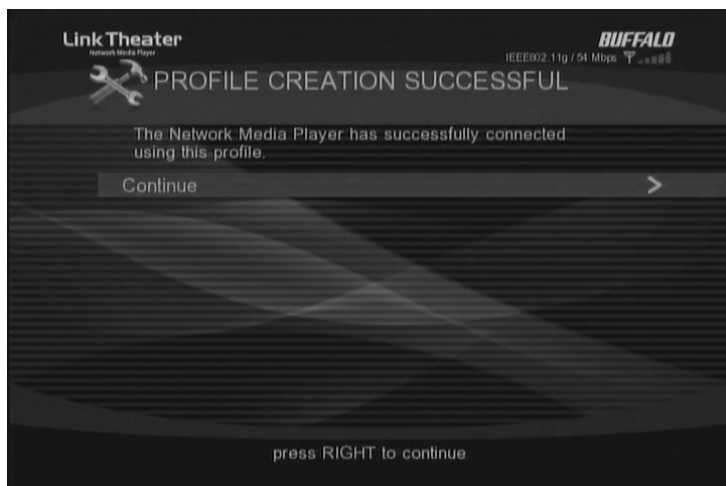 LinkTheater
Network Media Player
BUFFALO
IEEE802.11g / 54 Mbps
PROFILE CREATION SUCCESSFUL
The Network Media Player has successfully connected
using this profile.
Continue
press RIGHT to continue